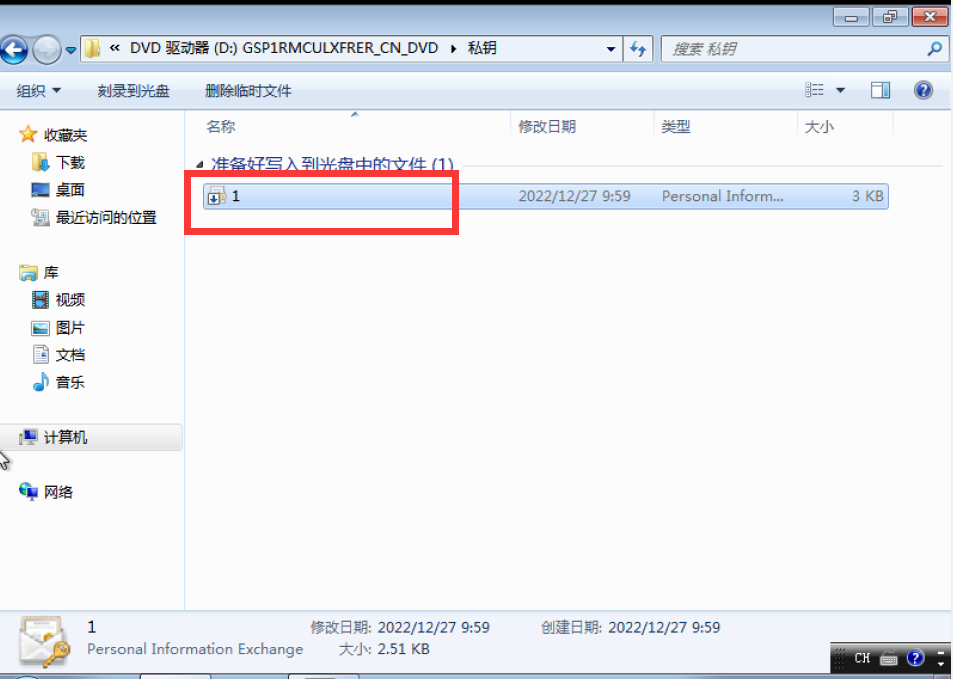 « DVD 驱动器 (D:) GSP1RMCULXFRER_CN_DVD ▸ 私钥
搜索 私钥
组织 刻录到光盘 删除临时文件
名称 修改日期 类型 大小
收藏夹
下载
桌面
最近访问的位置
库
视频
图片
文档
音乐
计算机
网络
准备好写入到光盘中的文件 (1)
1 2022/12/27 9:59 Personal Inform... 3 KB
1 修改日期: 2022/12/27 9:59 创建日期: 2022/12/27 9:59
Personal Information Exchange 大小: 2.51 KB
CH